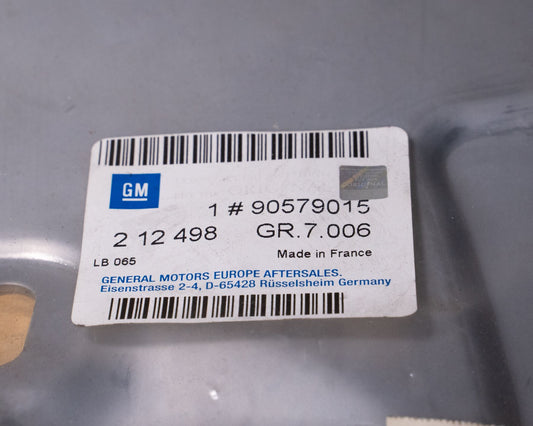 GM
1 # 90579015
2 12 498 GR.7.006
LB 065 Made in France
GENERAL MOTORS EUROPE AFTERSALES.
Eisenstrasse 2-4, D-65428 Rüsselsheim Germany